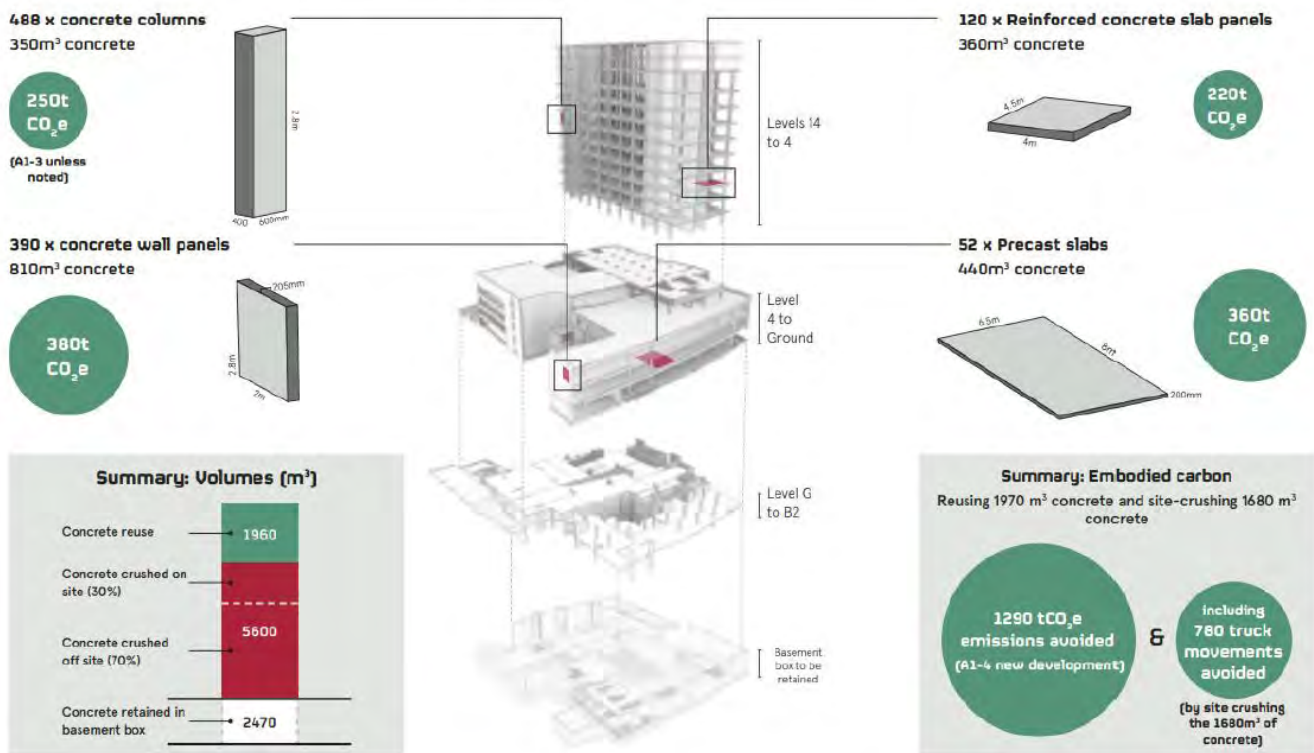 488 x concrete columns
350m³ concrete
250t
CO₂e
(A1-3 unless
noted)
2.8m
400
600mm
120 x Reinforced concrete slab panels
360m³ concrete
4.5m
4m
220t
CO₂e
Levels 14
to 4
390 x concrete wall panels
810m³ concrete
380t
CO₂e
205mm
2.8m
2m
52 x Precast slabs
440m³ concrete
6.5m
8m
200mm
360t
CO₂e
Level
4 to
Ground
Level G
to B2
Basement
box to be
retained
Summary: Volumes (m³)
Concrete reuse
1960
Concrete crushed on
site (30%)
5600
Concrete crushed
off site (70%)
Concrete retained in
basement box
2470
Summary: Embodied carbon
Reusing 1970 m³ concrete and site-crushing 1680 m³
concrete
1290 tCO₂e
emissions avoided
(A1-4 new development)
&
including
780 truck
movements
avoided
(by site crushing
the 1680m³ of
concrete)